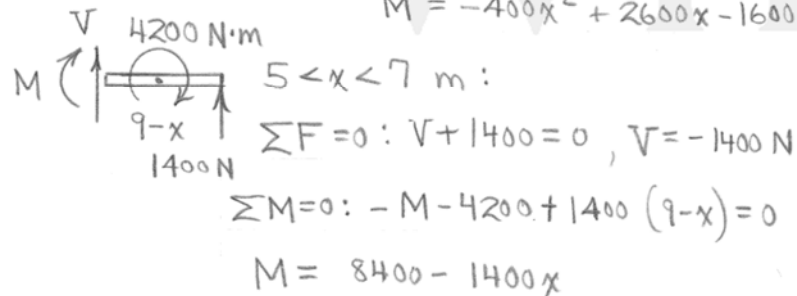 M = -400x² + 2600x - 1600
V 4200 N·m
M 5 < x < 7 m :
9-x ΣF = 0 : V + 1400 = 0 , V = - 1400 N
1400 N
ΣM = 0 : - M - 4200 + 1400 (9-x) = 0
M = 8400 - 1400x